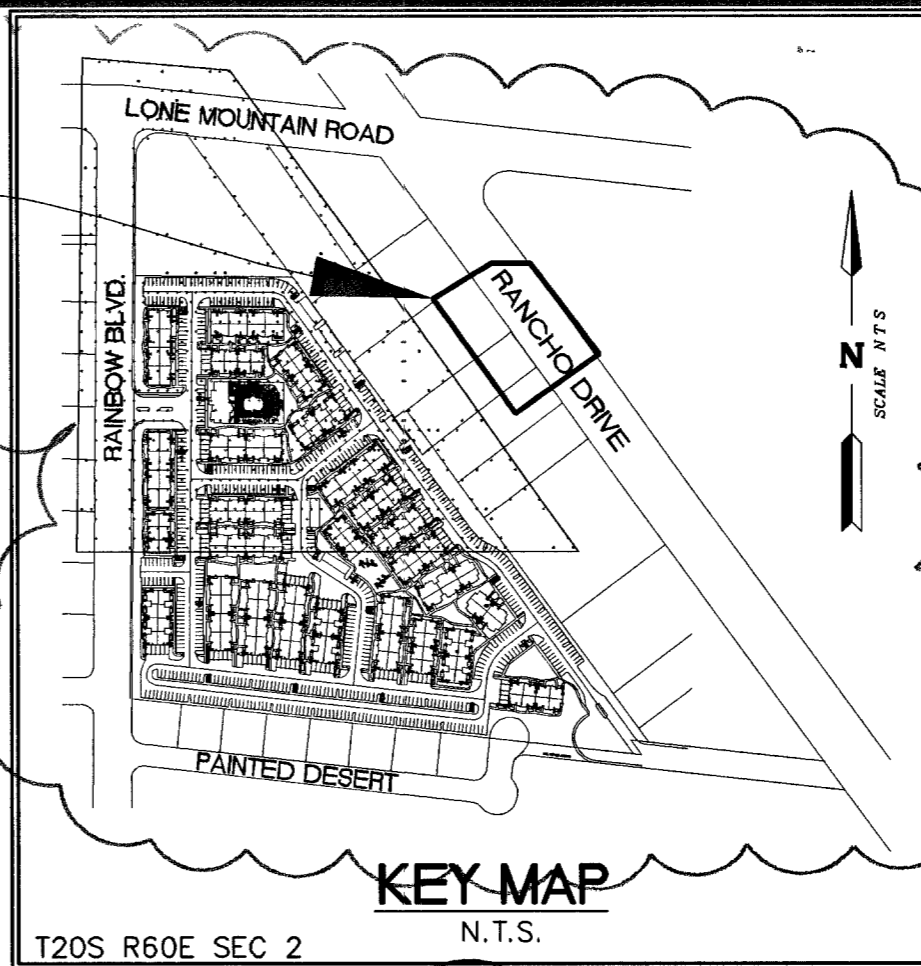 LONE MOUNTAIN ROAD
RAINBOW BLVD.
RANCHO DRIVE
N
SCALE NTS
PAINTED DESERT
KEY MAP
N.T.S.
T20S R60E SEC 2